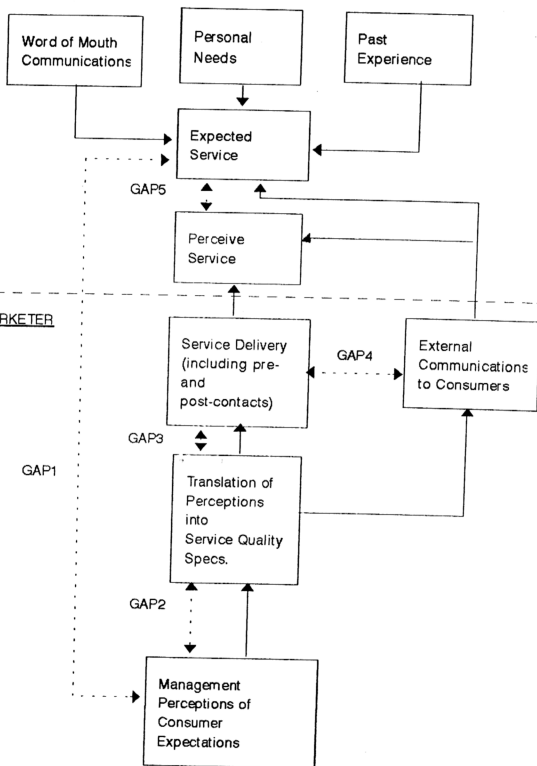 Word of Mouth
Communications
Personal
Needs
Past
Experience
Expected
Service
GAP5
Perceive
Service
RKETER
Service Delivery
(including pre-
and
post-contacts)
GAP4
External
Communications
to Consumers
GAP3
GAP1
Translation of
Perceptions
into
Service Quality
Specs.
GAP2
Management
Perceptions of
Consumer
Expectations